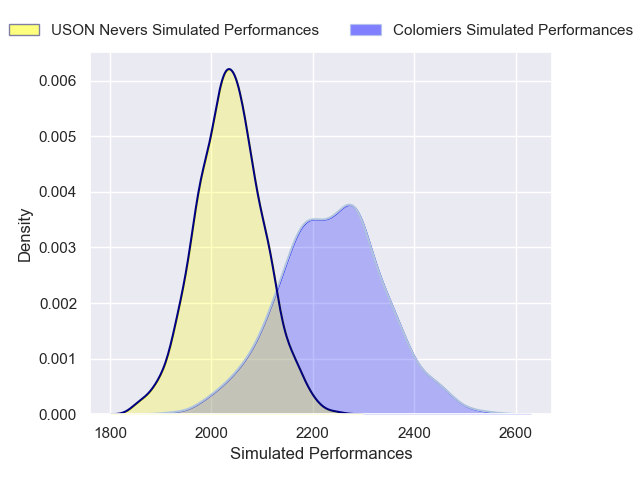 USON Nevers Simulated Performances
Colomiers Simulated Performances
0.006
0.005
0.004
0.003
0.002
0.001
0.000
Density
1800 2000 2200 2400 2600
Simulated Performances